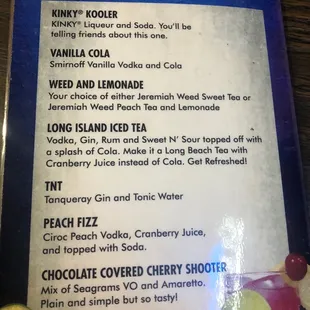 KINKY® KOOLER
KINKY® Liqueur and Soda. You'll be
telling friends about this one.
VANILLA COLA
Smirnoff Vanilla Vodka and Cola
WEED AND LEMONADE
Your choice of either Jeremiah Weed Sweet Tea or
Jeremiah Weed Peach Tea and Lemonade
LONG ISLAND ICED TEA
Vodka, Gin, Rum and Sweet N' Sour topped off with
a splash of Cola. Make it a Long Beach Tea with
Cranberry Juice instead of Cola. Get Refreshed!
TNT
Tanqueray Gin and Tonic Water
PEACH FIZZ
Ciroc Peach Vodka, Cranberry Juice,
and topped with Soda.
CHOCOLATE COVERED CHERRY SHOOTER
Mix of Seagrams VO and Amaretto.
Plain and simple but so tasty!